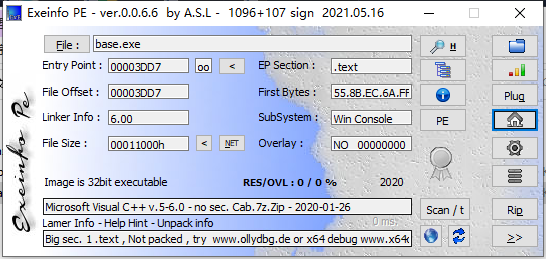 Exeinfo PE - ver.0.0.6.6 by A.S.L - 1096+107 sign 2021.05.16
File : base.exe H
Entry Point : 00003DD7 oo < EP Section : .text
File Offset : 00003DD7 First Bytes : 55.8B.EC.6A.FF Plug
Linker Info : 6.00 SubSystem : Win Console PE
File Size : 00011000h < NET Overlay : NO 00000000
Image is 32bit executable RES/OVL : 0 / 0 % 2020
Exeinfo Pe
Microsoft Visual C++ v.5-6.0 - no sec. Cab.7z.Zip - 2020-01-26 Scan / t Rip
Lamer Info - Help Hint - Unpack info 0 ms.
Big sec. 1 .text , Not packed , try www.ollydbg.de or x64 debug www.x64 >>